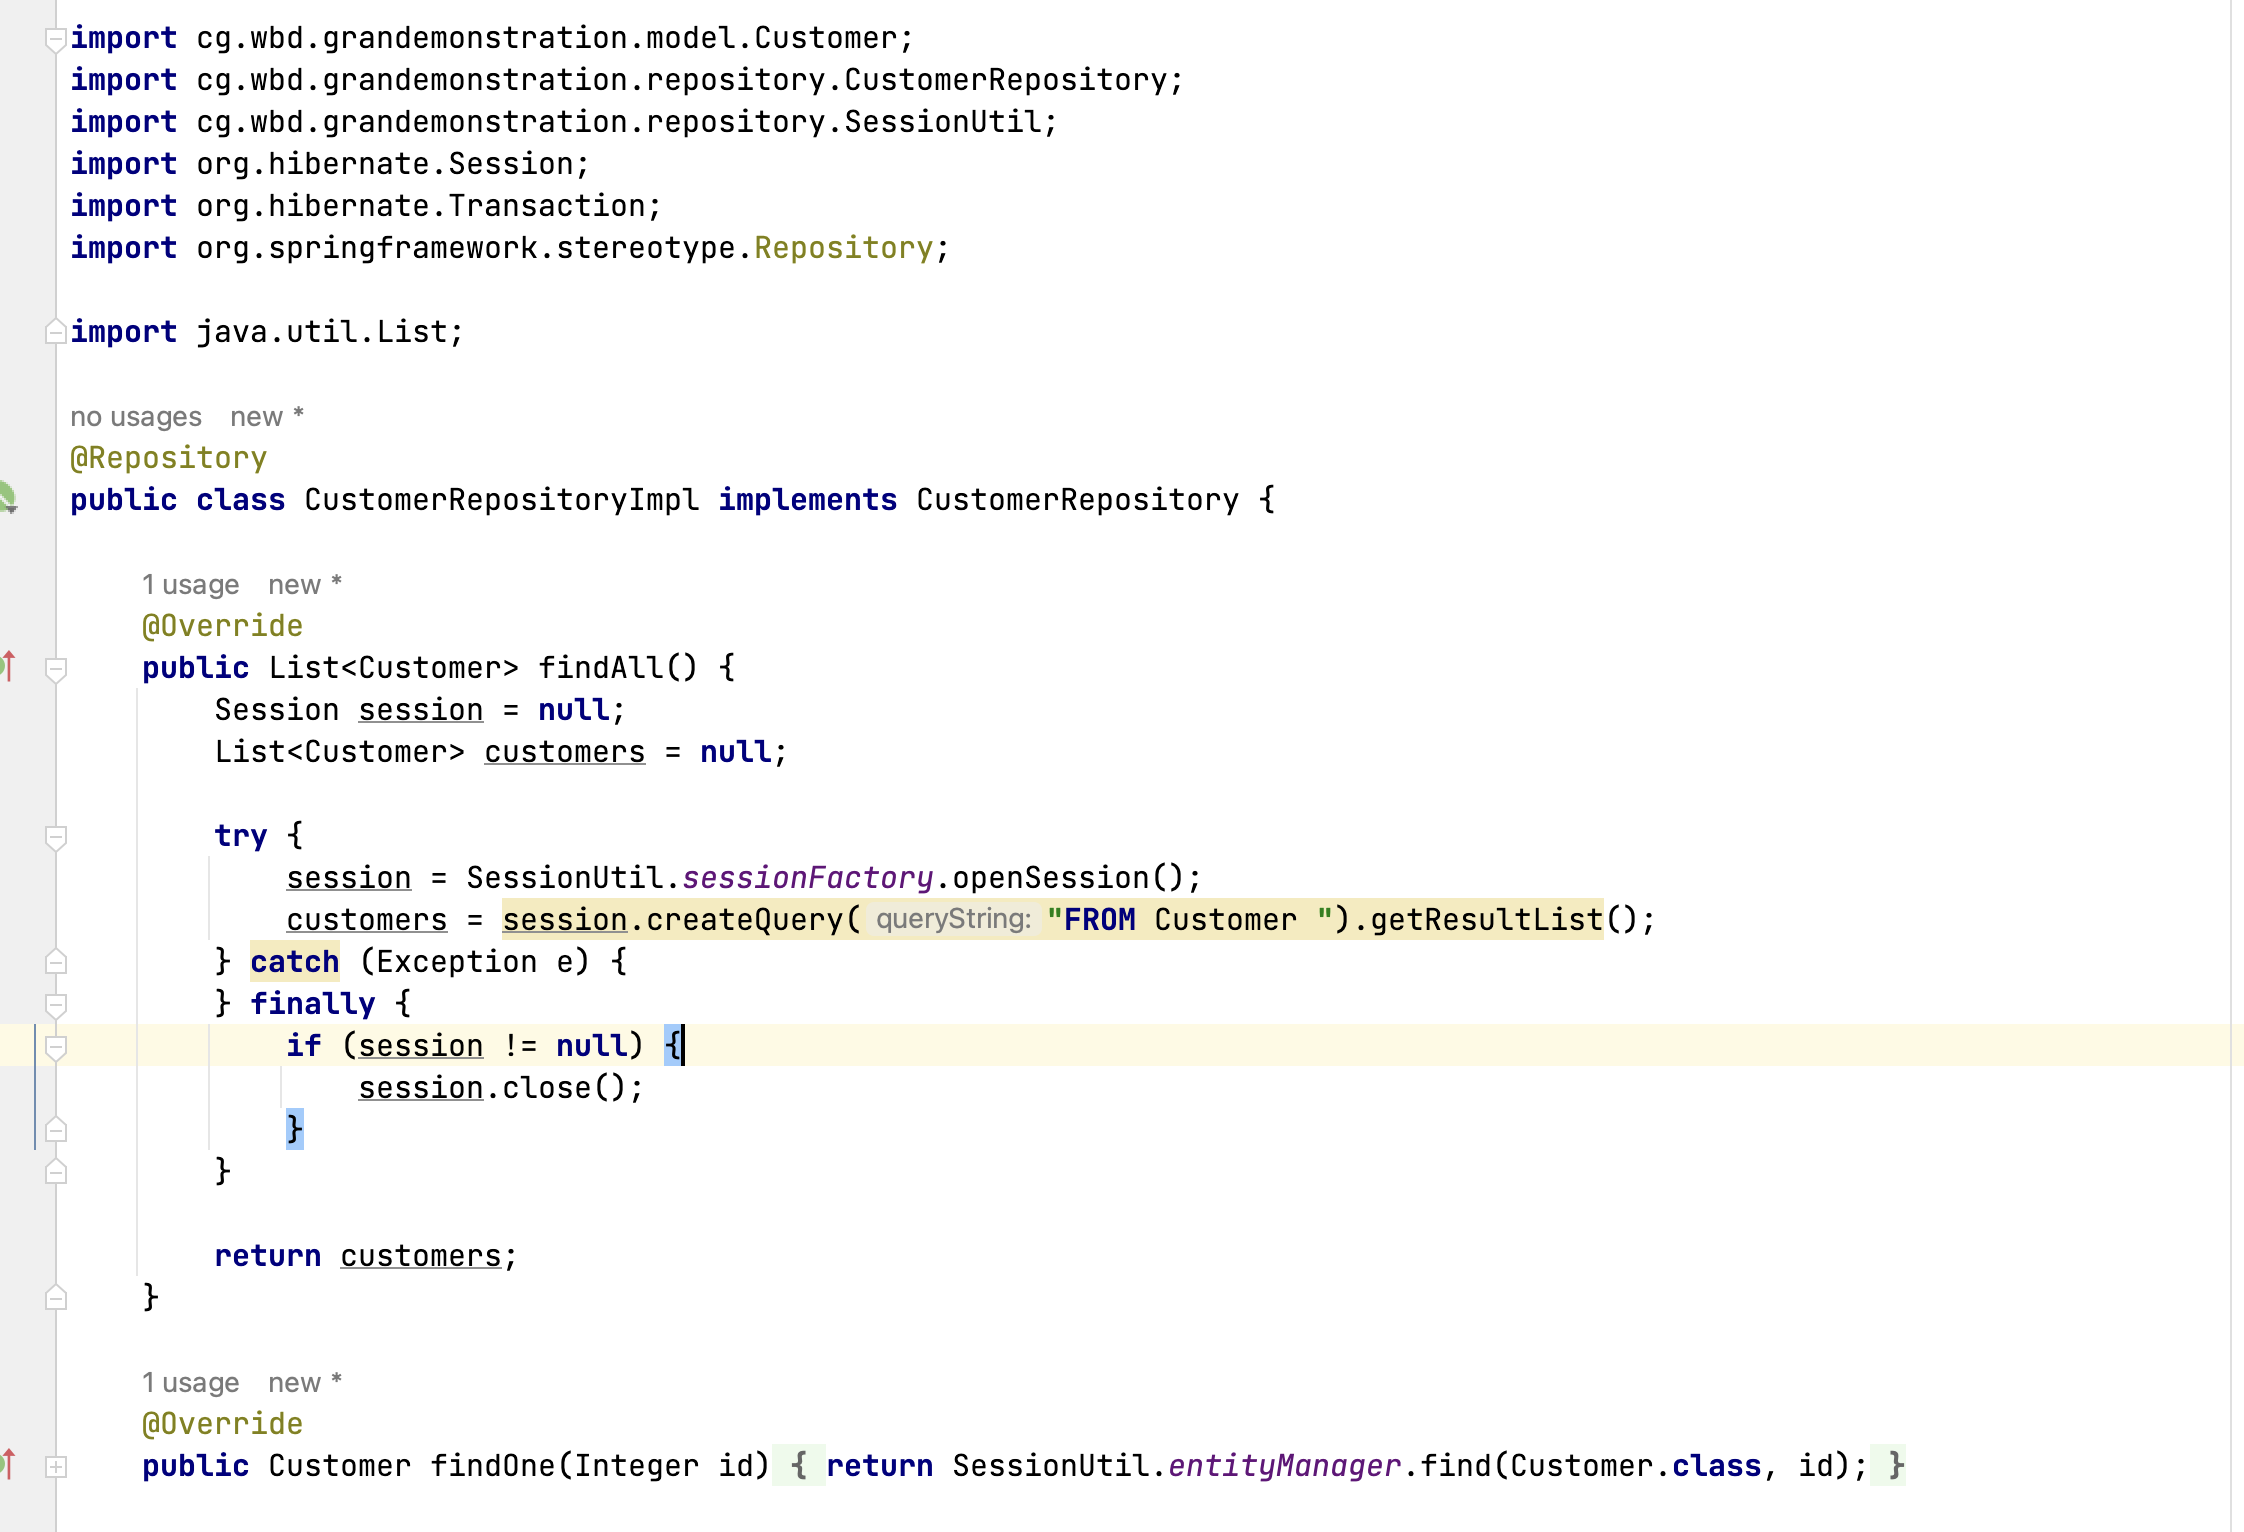 import cg.wbd.grandemonstration.model.Customer;
import cg.wbd.grandemonstration.repository.CustomerRepository;
import cg.wbd.grandemonstration.repository.SessionUtil;
import org.hibernate.Session;
import org.hibernate.Transaction;
import org.springframework.stereotype.Repository;
import java.util.List;
no usages new *
@Repository
public class CustomerRepositoryImpl implements CustomerRepository {
1 usage new *
@Override
public List<Customer> findAll() {
Session session = null;
List<Customer> customers = null;
try {
session = SessionUtil.sessionFactory.openSession();
customers = session.createQuery( queryString: "FROM Customer ").getResultList();
} catch (Exception e) {
} finally {
if (session != null) {
session.close();
}
}
return customers;
}
1 usage new *
@Override
public Customer findOne(Integer id) { return SessionUtil.entityManager.find(Customer.class, id); }